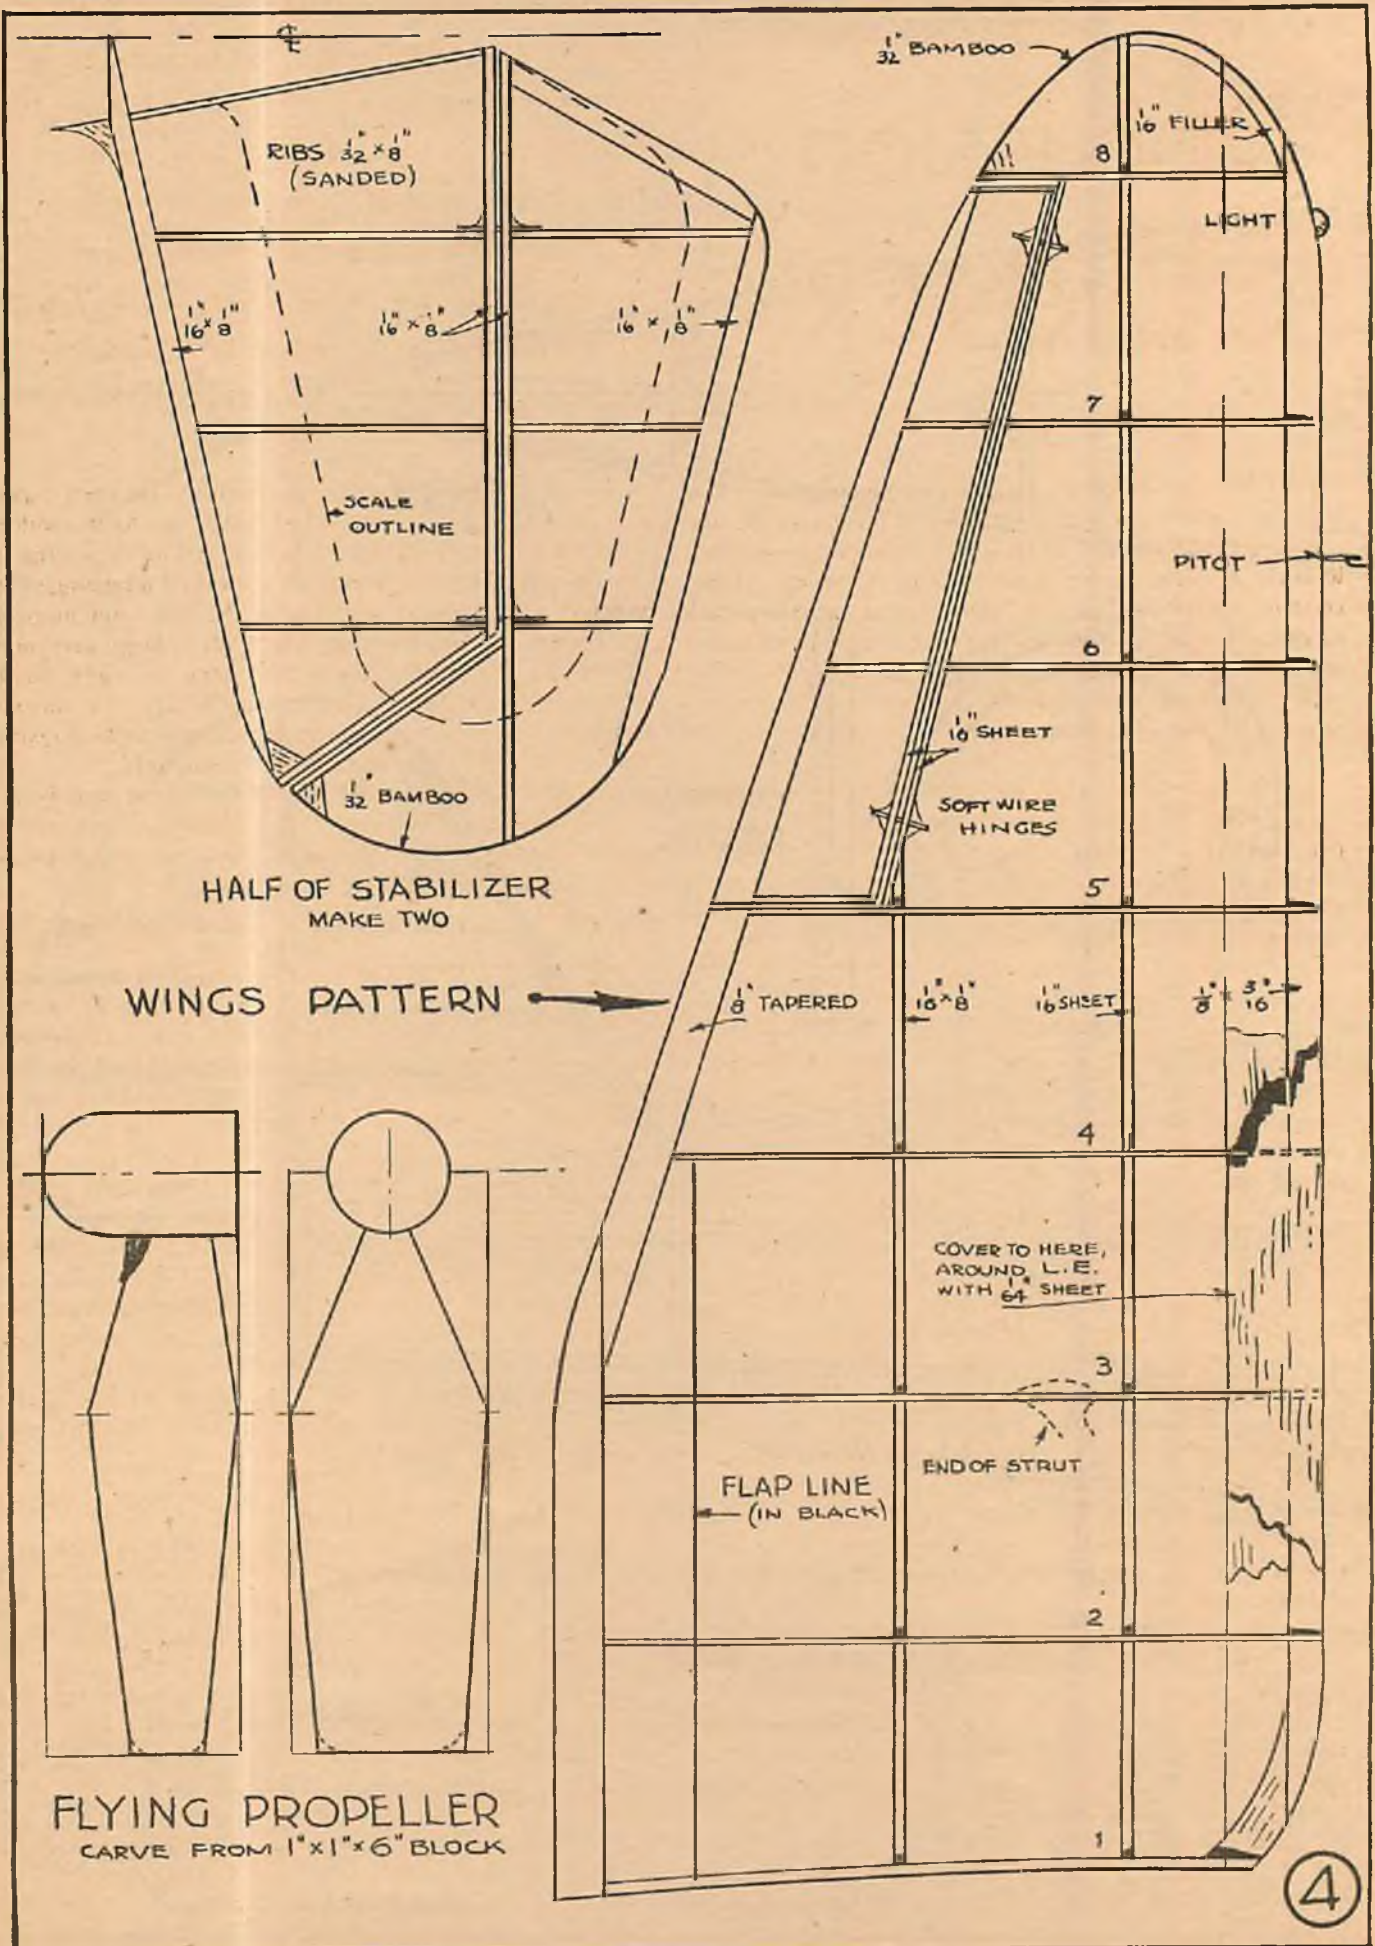 ℄
RIBS 1/32" × 1/8"
(SANDED)
1/16" × 1/8"
1/16" × 1/8"
1/16" × 1/8"
SCALE
OUTLINE
1/32" BAMBOO
HALF OF STABILIZER
MAKE TWO
1/32" BAMBOO
1/16" FILLER
8
LIGHT
7
PITOT
6
1/16" SHEET
SOFT WIRE
HINGES
5
WINGS PATTERN
1/8" TAPERED
1/16" × 1/8"
1/16" SHEET
1/8" × 3/16"
4
COVER TO HERE,
AROUND L.E.
WITH 1/64" SHEET
3
END OF STRUT
FLAP LINE
(IN BLACK)
2
1
FLYING PROPELLER
CARVE FROM 1" × 1" × 6" BLOCK
4